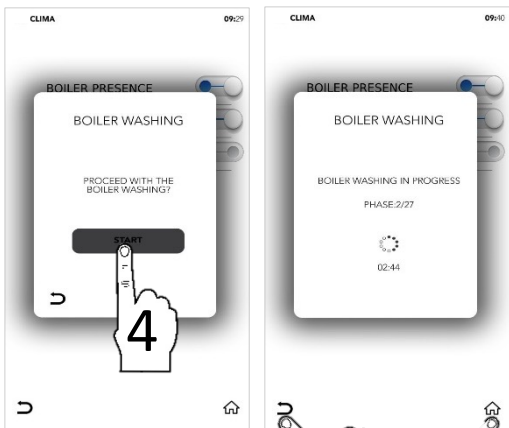 CLIMA 09:29
BOILER PRESENCE
BOILER WASHING
PROCEED WITH THE
BOILER WASHING?
START
4
CLIMA 09:40
BOILER PRESENCE
BOILER WASHING
BOILER WASHING IN PROGRESS
PHASE:2/27
02:44